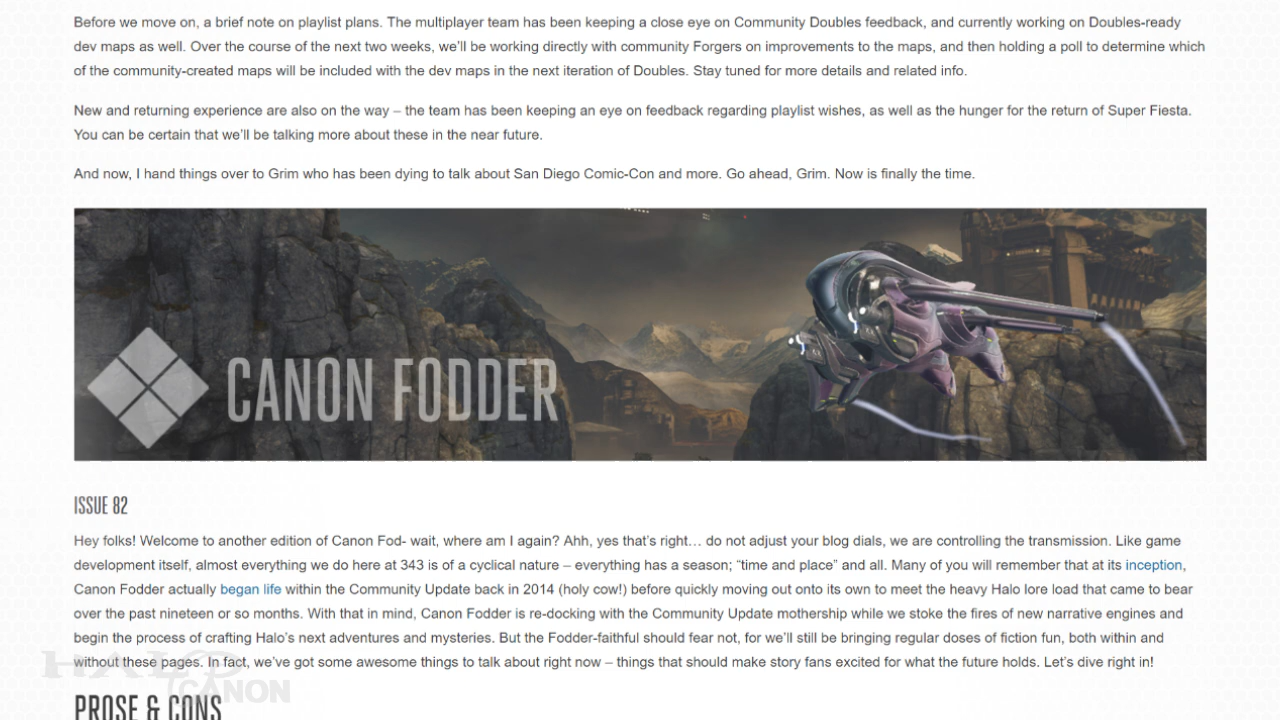 Before we move on, a brief note on playlist plans. The multiplayer team has been keeping a close eye on Community Doubles feedback, and currently working on Doubles-ready
dev maps as well. Over the course of the next two weeks, we'll be working directly with community Forgers on improvements to the maps, and then holding a poll to determine which
of the community-created maps will be included with the dev maps in the next iteration of Doubles. Stay tuned for more details and related info.
New and returning experience are also on the way – the team has been keeping an eye on feedback regarding playlist wishes, as well as the hunger for the return of Super Fiesta.
You can be certain that we'll be talking more about these in the near future.
And now, I hand things over to Grim who has been dying to talk about San Diego Comic-Con and more. Go ahead, Grim. Now is finally the time.
CANON FODDER
ISSUE 82
Hey folks! Welcome to another edition of Canon Fod- wait, where am I again? Ahh, yes that's right… do not adjust your blog dials, we are controlling the transmission. Like game
development itself, almost everything we do here at 343 is of a cyclical nature – everything has a season; "time and place" and all. Many of you will remember that at its inception,
Canon Fodder actually began life within the Community Update back in 2014 (holy cow!) before quickly moving out onto its own to meet the heavy Halo lore load that came to bear
over the past nineteen or so months. With that in mind, Canon Fodder is re-docking with the Community Update mothership while we stoke the fires of new narrative engines and
begin the process of crafting Halo's next adventures and mysteries. But the Fodder-faithful should fear not, for we'll still be bringing regular doses of fiction fun, both within and
without these pages. In fact, we've got some awesome things to talk about right now – things that should make story fans excited for what the future holds. Let's dive right in!
HALO
CANON
PROSE & CONS